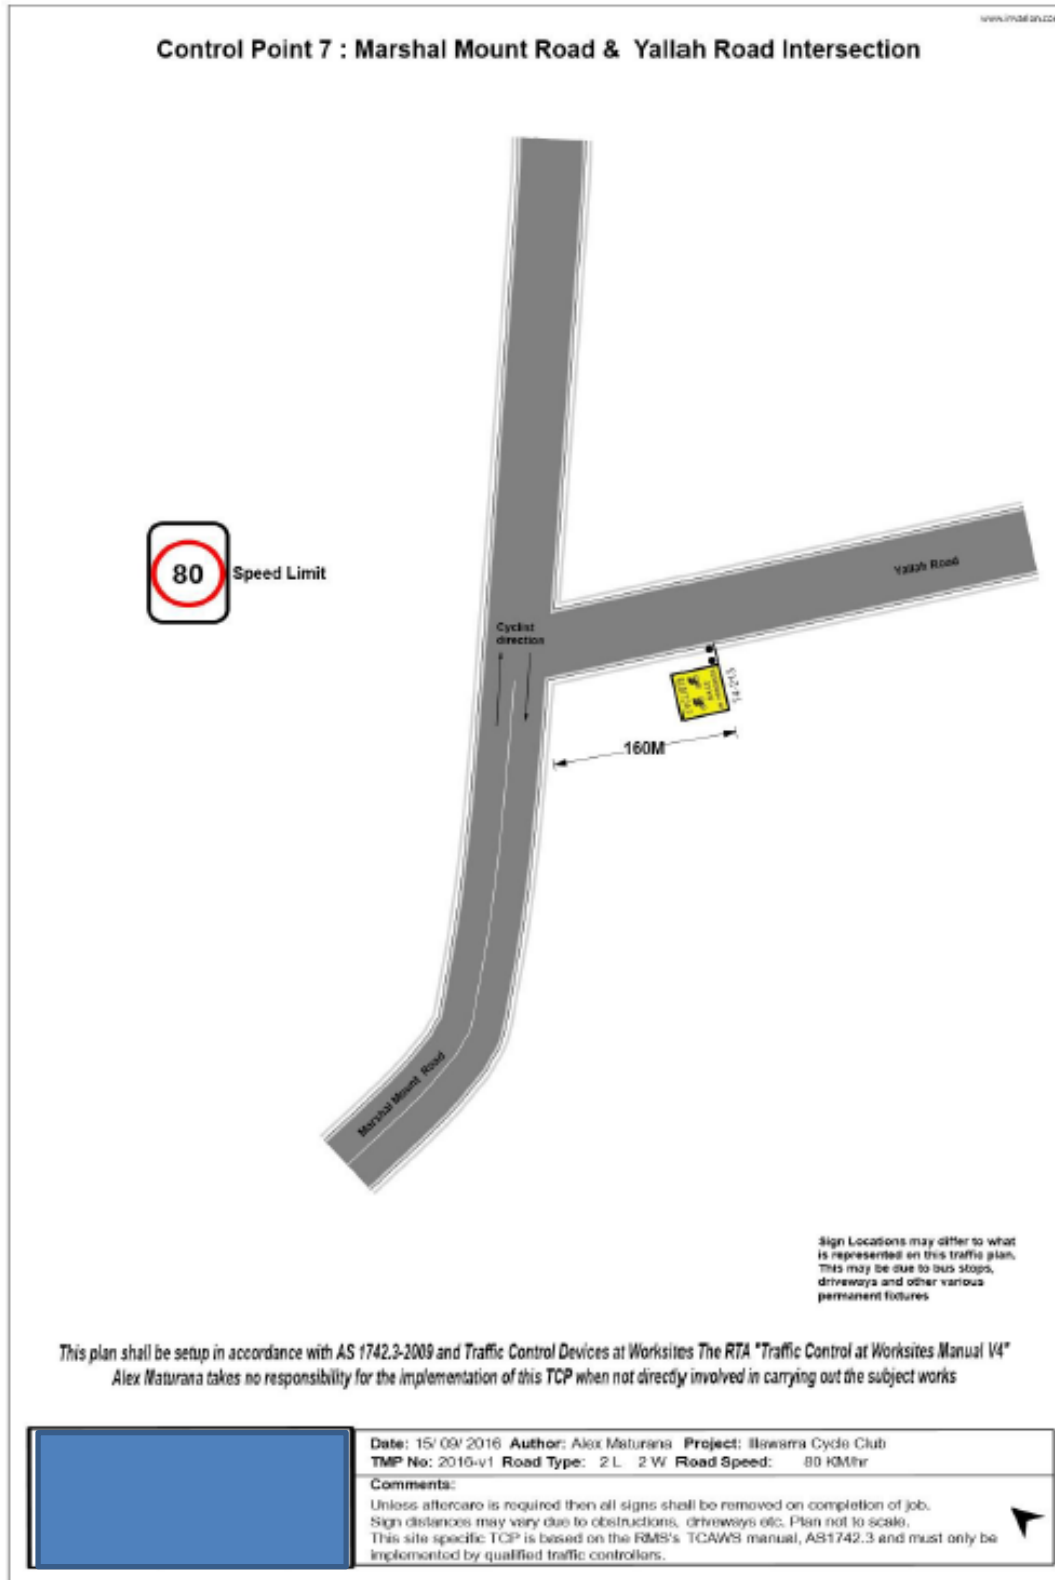 Control Point 7 : Marshal Mount Road & Yallah Road Intersection
80
Speed Limit
Yallah Road
Cyclist
direction
160M
Marshal Mount Road
Sign Locations may differ to what
is represented on this traffic plan.
This may be due to bus stops,
driveways and other various
permanent fixtures
This plan shall be setup in accordance with AS 1742.3-2009 and Traffic Control Devices at Worksites The RTA "Traffic Control at Worksites Manual V4"
Alex Maturana takes no responsibility for the implementation of this TCP when not directly involved in carrying out the subject works
Date: 15/ 09/ 2016 Author: Alex Maturana Project: Illawarra Cycle Club
TMP No: 2016-v1 Road Type: 2 L 2 W Road Speed: 80 KM/hr
Comments:
Unless aftercare is required then all signs shall be removed on completion of job.
Sign distances may vary due to obstructions, driveways etc. Plan not to scale.
This site specific TCP is based on the RMS's TCAWS manual, AS1742.3 and must only be
implemented by qualified traffic controllers.